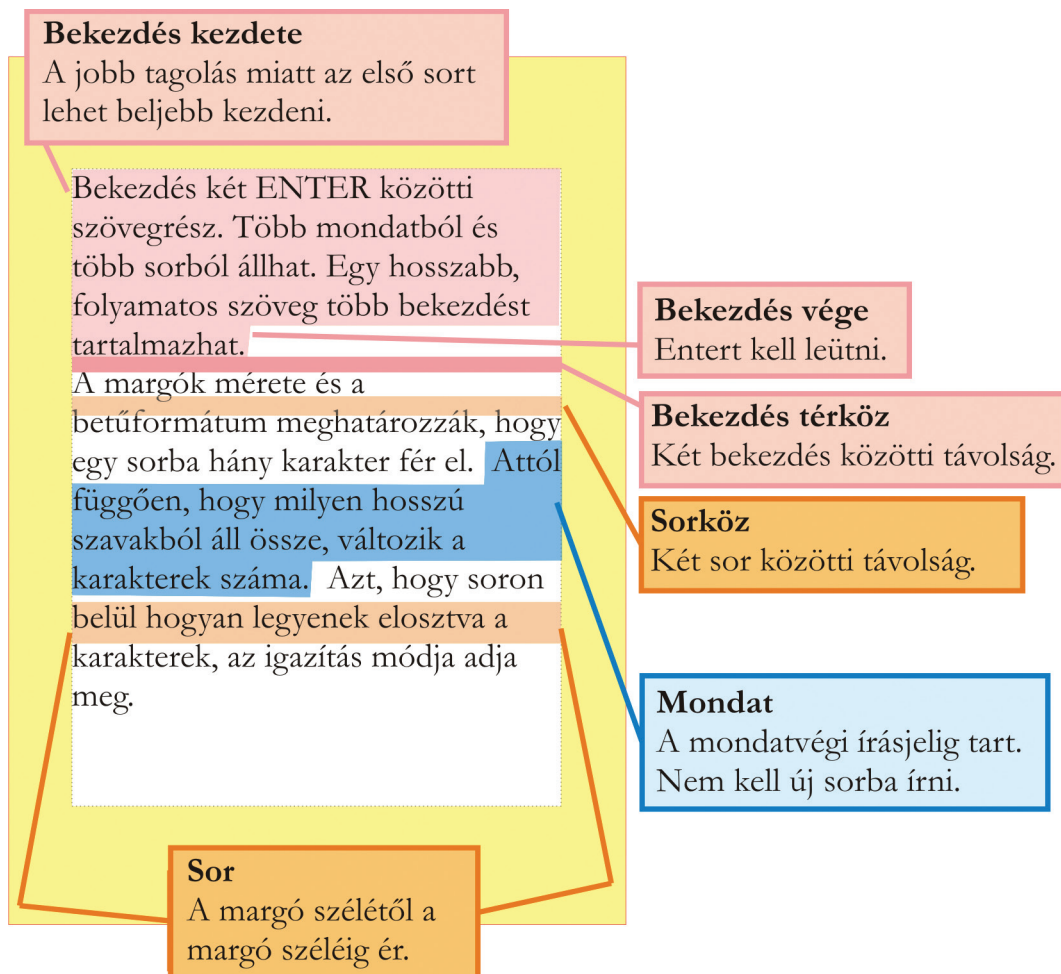 Bekezdés kezdete
A jobb tagolás miatt az első sort
lehet beljebb kezdeni.
Bekezdés két ENTER közötti
szövegrész. Több mondatból és
több sorból állhat. Egy hosszabb,
folyamatos szöveg több bekezdést
tartalmazhat.
A margók mérete és a
betűformátum meghatározzák, hogy
egy sorba hány karakter fér el. Attól
függően, hogy milyen hosszú
szavakból áll össze, változik a
karakterek száma. Azt, hogy soron
belül hogyan legyenek elosztva a
karakterek, az igazítás módja adja
meg.
Bekezdés vége
Entert kell leütni.
Bekezdés térköz
Két bekezdés közötti távolság.
Sorköz
Két sor közötti távolság.
Mondat
A mondatvégi írásjelig tart.
Nem kell új sorba írni.
Sor
A margó szélétől a
margó széléig ér.